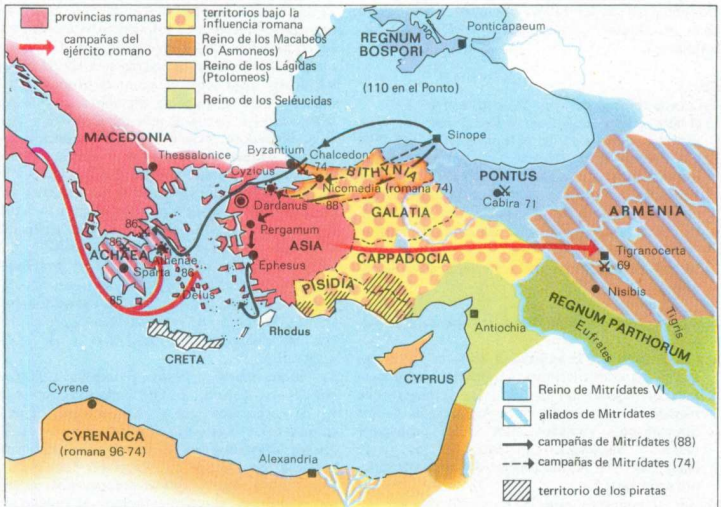 provincias romanas
campañas del
ejército romano
territorios bajo la
influencia romana
Reino de los Macabeos
(o Asmoneos)
Reino de los Lágidas
(Ptolomeos)
Reino de los Seléucidas
REGNUM
BOSPORI
Ponticapaeum
(110 en el Ponto)
MACEDONIA
Thessalonice
Byzantium
Chalcedon
74
Sinope
Cyzicus
BITHYNIA
Nicomedia (romana 74)
PONTUS
Cabira 71
Dardanus
88
GALATIA
ARMENIA
Pergamum
86
86
ACHAEA
Athenae
Sparta
86
ASIA
CAPPADOCIA
Tigranocerta
69
Ephesus
Delus
85
PISIDIA
Nisibis
Tigris
REGNUM PARTHORUM
Eufrates
Rhodus
Antiochia
CRETA
CYPRUS
Cyrene
CYRENAICA
(romana 96-74)
Alexandria
Reino de Mitrídates VI
aliados de Mitrídates
campañas de Mitrídates (88)
campañas de Mitrídates (74)
territorio de los piratas